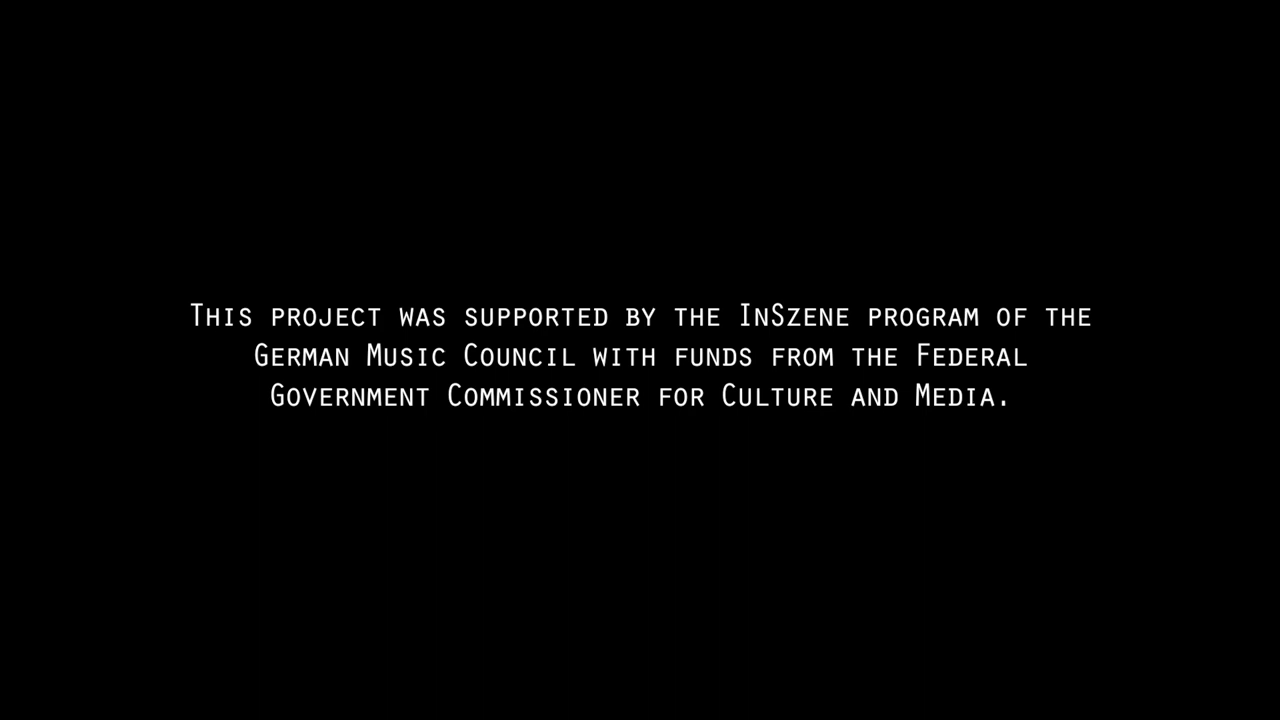 This project was supported by the InSzene program of the
German Music Council with funds from the Federal
Government Commissioner for Culture and Media.